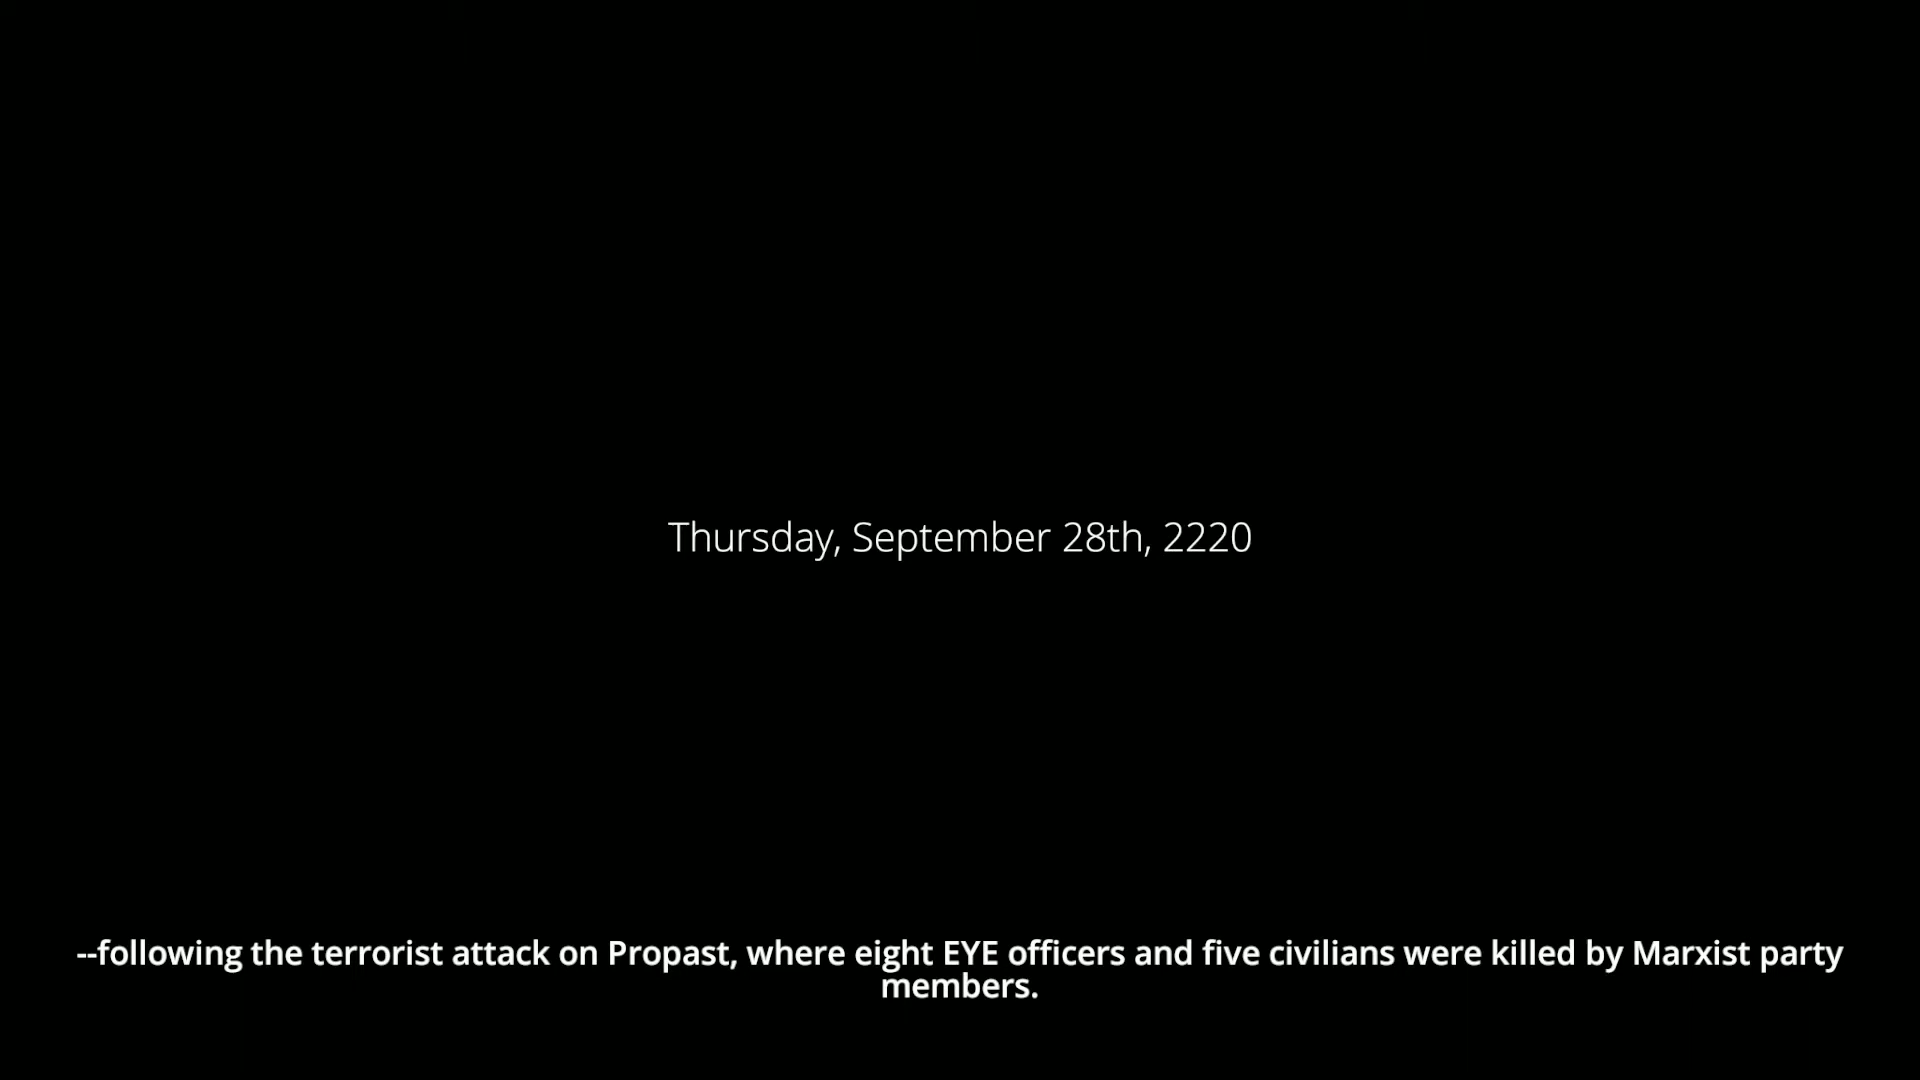 Thursday, September 28th, 2220
--following the terrorist attack on Propast, where eight EYE officers and five civilians were killed by Marxist party
members.